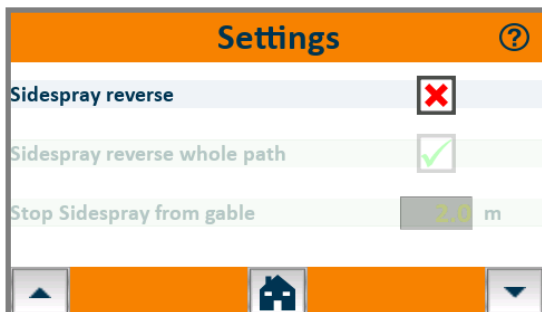 Settings ?
Sidespray reverse
Sidespray reverse whole path
Stop Sidespray from gable 2.0 m